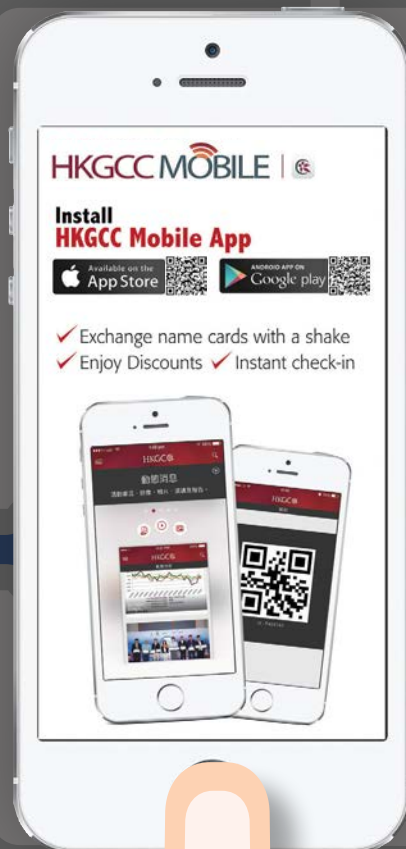 HKGCC MOBILE
Install
HKGCC Mobile App
Available on the
App Store
ANDROID APP ON
Google play
✓ Exchange name cards with a shake
✓ Enjoy Discounts ✓ Instant check-in
HKGCC
動態消息
HKGCC
HKGCC